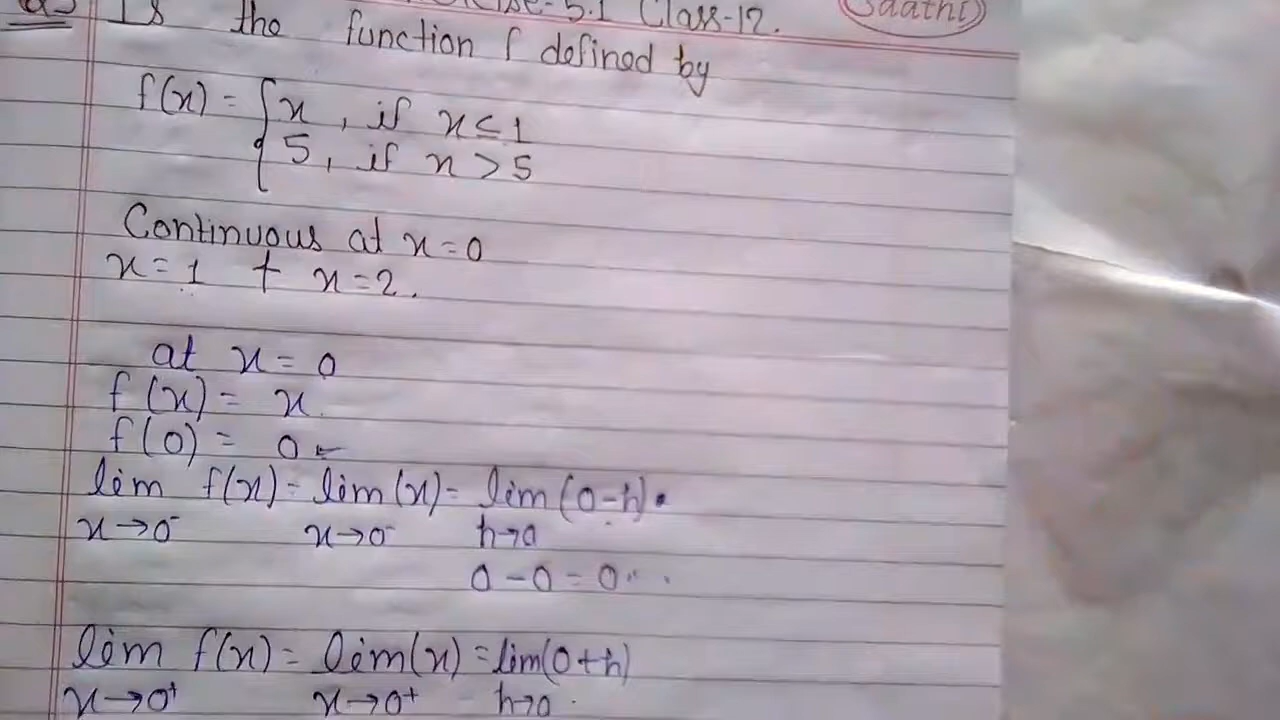 Is the function f defined by
f(x) = { x, if x ≤ 1
5, if x > 5
Continuous at x = 0
x = 1 + x = 2.
at x = 0
f(x) = x
f(0) = 0
lim f(x) = lim (x) = lim (0-h)
x→0⁻ x→0⁻ h→0
0 - 0 = 0
lim f(x) = lim (x) = lim (0+h)
x→0⁺ x→0⁺ h→0